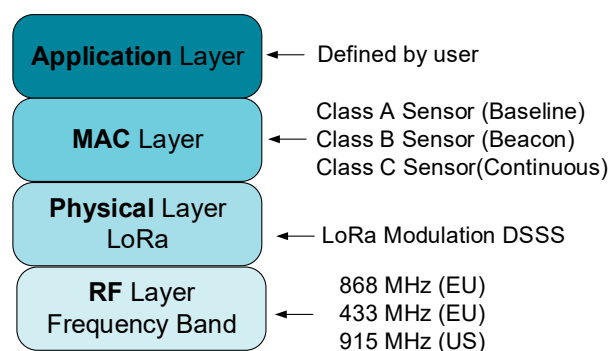 Application Layer
Defined by user
MAC Layer
Class A Sensor (Baseline)
Class B Sensor (Beacon)
Class C Sensor(Continuous)
Physical Layer
LoRa
LoRa Modulation DSSS
RF Layer
Frequency Band
868 MHz (EU)
433 MHz (EU)
915 MHz (US)